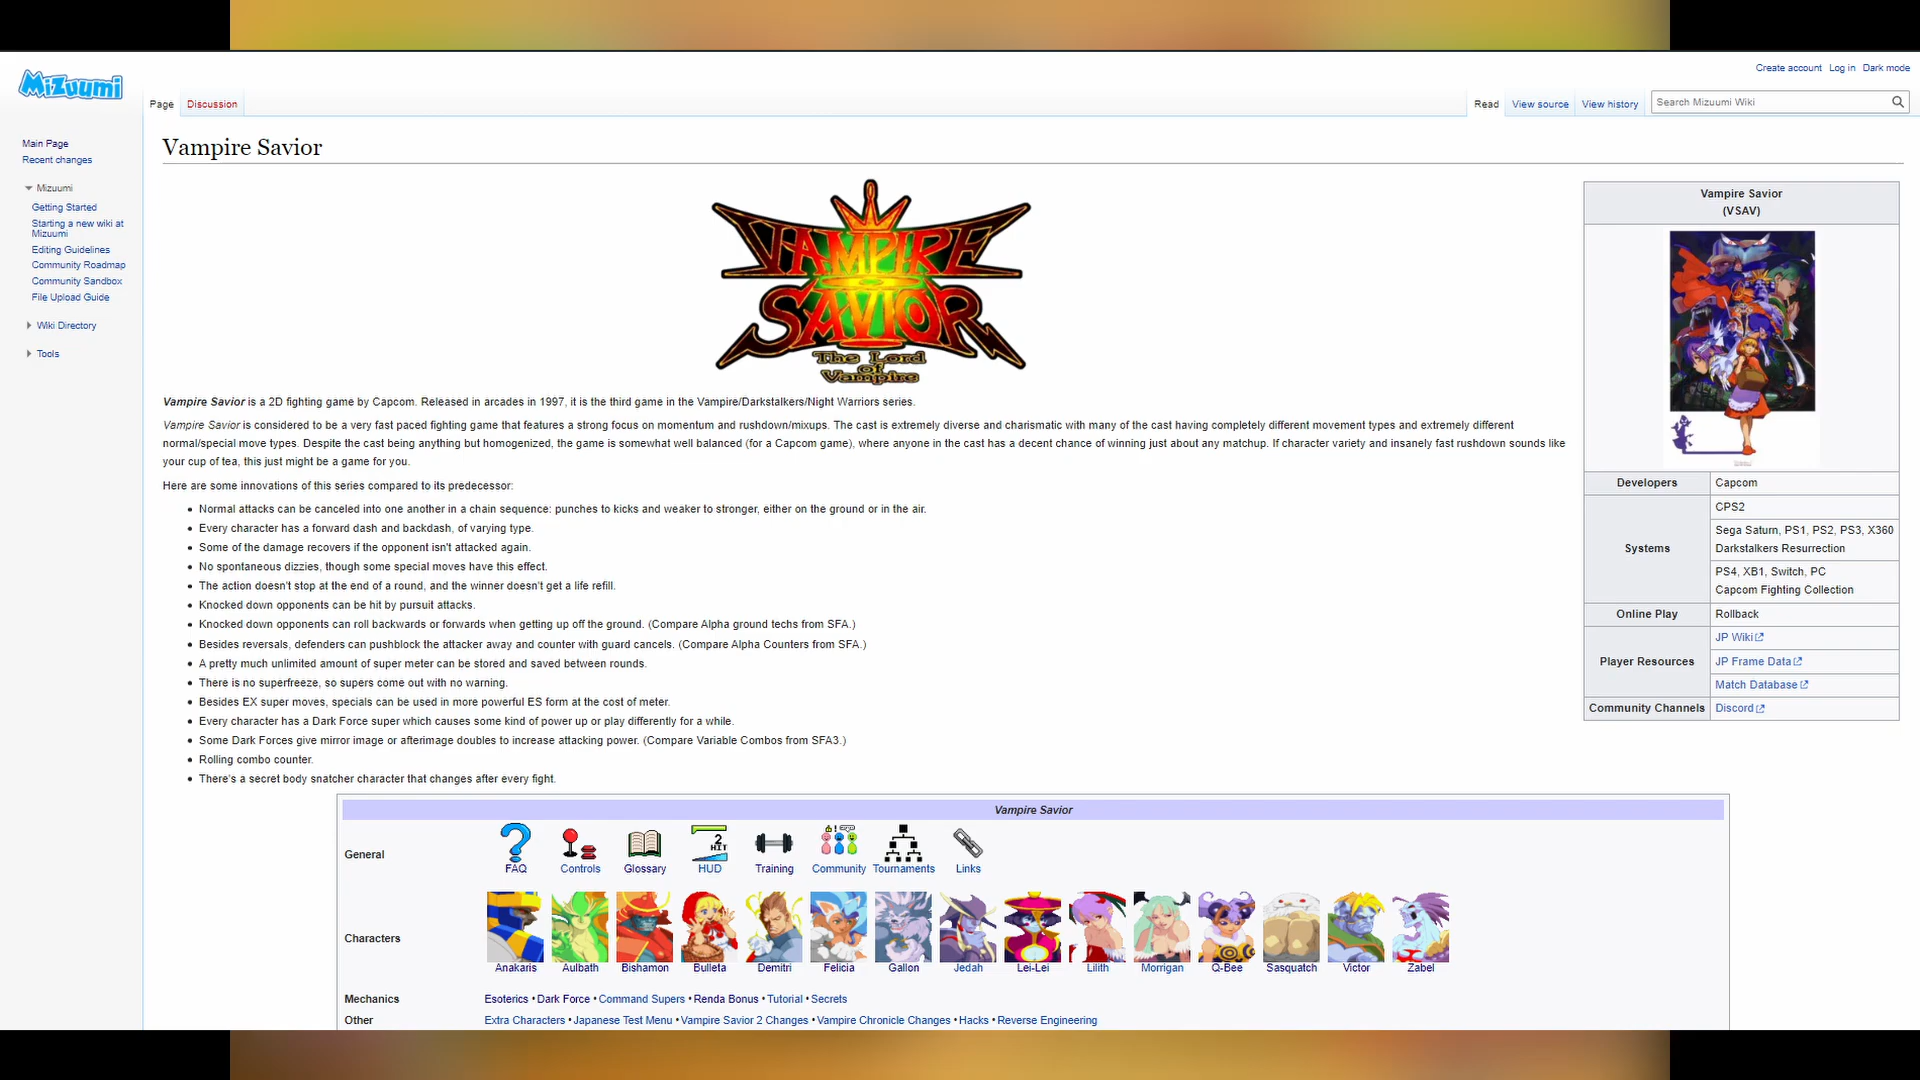 Mizuumi
Create account Log in Dark mode
Page Discussion Read View source View history Search Mizuumi Wiki
Main Page
Recent changes
Mizuumi
Getting Started
Starting a new wiki at
Mizuumi
Editing Guidelines
Community Roadmap
Community Sandbox
File Upload Guide
Wiki Directory
Tools
Vampire Savior
VAMPIRE
SAVIOR
The Lord
of
Vampire
Vampire Savior is a 2D fighting game by Capcom. Released in arcades in 1997, it is the third game in the Vampire/Darkstalkers/Night Warriors series.
Vampire Savior is considered to be a very fast paced fighting game that features a strong focus on momentum and rushdown/mixups. The cast is extremely diverse and charismatic with many of the cast having completely different movement types and extremely different
normal/special move types. Despite the cast being anything but homogenized, the game is somewhat well balanced (for a Capcom game), where anyone in the cast has a decent chance of winning just about any matchup. If character variety and insanely fast rushdown sounds like
your cup of tea, this just might be a game for you.
Here are some innovations of this series compared to its predecessor:
• Normal attacks can be canceled into one another in a chain sequence: punches to kicks and weaker to stronger, either on the ground or in the air.
• Every character has a forward dash and backdash, of varying type.
• Some of the damage recovers if the opponent isn't attacked again.
• No spontaneous dizzies, though some special moves have this effect.
• The action doesn't stop at the end of a round, and the winner doesn't get a life refill.
• Knocked down opponents can be hit by pursuit attacks.
• Knocked down opponents can roll backwards or forwards when getting up off the ground. (Compare Alpha ground techs from SFA.)
• Besides reversals, defenders can pushblock the attacker away and counter with guard cancels. (Compare Alpha Counters from SFA.)
• A pretty much unlimited amount of super meter can be stored and saved between rounds.
• There is no superfreeze, so supers come out with no warning.
• Besides EX super moves, specials can be used in more powerful ES form at the cost of meter.
• Every character has a Dark Force super which causes some kind of power up or play differently for a while.
• Some Dark Forces give mirror image or afterimage doubles to increase attacking power. (Compare Variable Combos from SFA3.)
• Rolling combo counter.
• There's a secret body snatcher character that changes after every fight.
Vampire Savior
(VSAV)
Developers Capcom
Systems
CPS2
Sega Saturn, PS1, PS2, PS3, X360
Darkstalkers Resurrection
PS4, XB1, Switch, PC
Capcom Fighting Collection
Online Play Rollback
Player Resources
JP Wiki
JP Frame Data
Match Database
Community Channels Discord
Vampire Savior
General
2
HIT
FAQ Controls Glossary HUD Training Community Tournaments Links
Characters
Anakaris Aulbath Bishamon Bulleta Demitri Felicia Gallon Jedah Lei-Lei Lilith Morrigan Q-Bee Sasquatch Victor Zabel
Mechanics Esoterics • Dark Force • Command Supers • Renda Bonus • Tutorial • Secrets
Other Extra Characters • Japanese Test Menu • Vampire Savior 2 Changes • Vampire Chronicle Changes • Hacks • Reverse Engineering